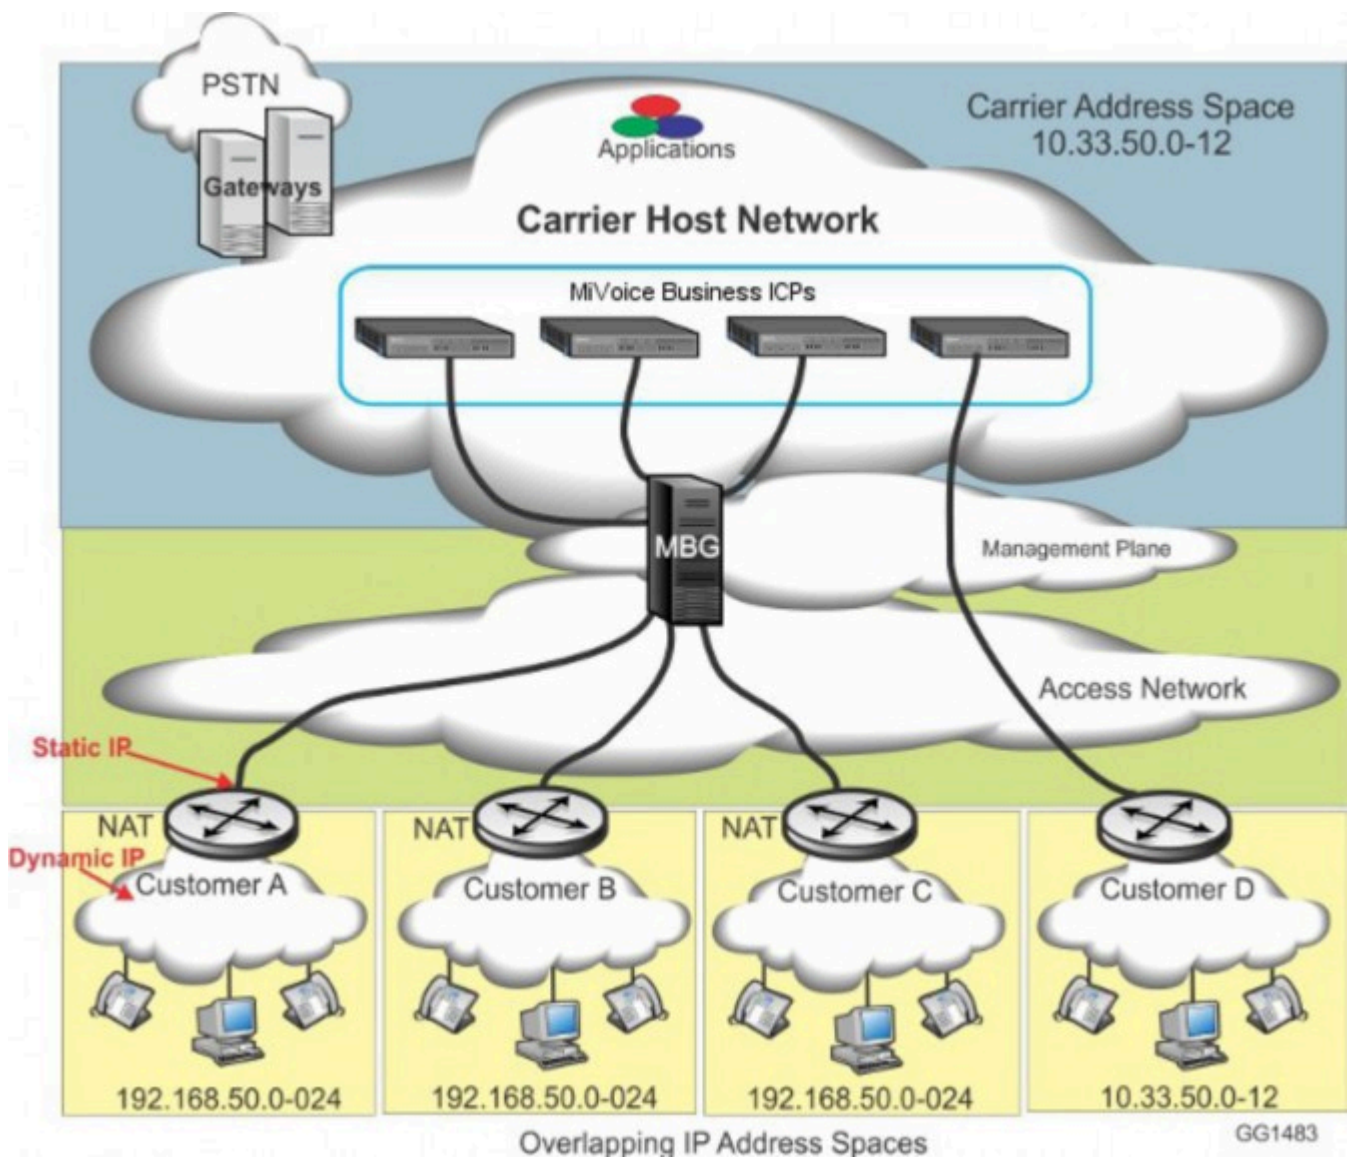 PSTN
Gateways
Applications
Carrier Address Space
10.33.50.0-12
Carrier Host Network
MiVoice Business ICPs
MBG
Management Plane
Access Network
Static IP
NAT
NAT
NAT
Dynamic IP
Customer A
Customer B
Customer C
Customer D
192.168.50.0-024
192.168.50.0-024
192.168.50.0-024
10.33.50.0-12
Overlapping IP Address Spaces
GG1483